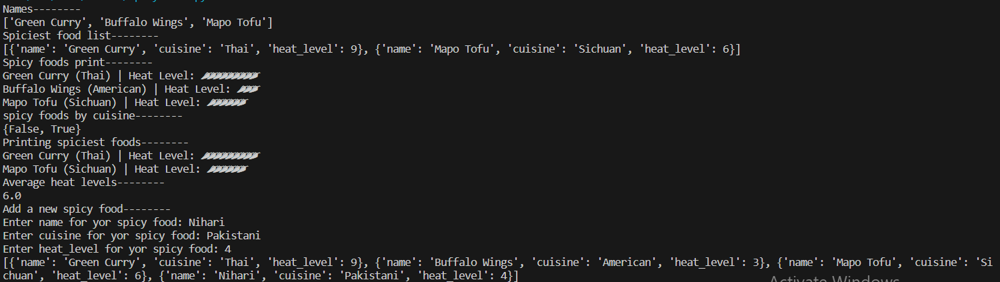 Names--------
['Green Curry', 'Buffalo Wings', 'Mapo Tofu']
Spiciest food list--------
[{'name': 'Green Curry', 'cuisine': 'Thai', 'heat_level': 9}, {'name': 'Mapo Tofu', 'cuisine': 'Sichuan', 'heat_level': 6}]
Spicy foods print--------
Green Curry (Thai) | Heat Level: 🌶🌶🌶🌶🌶🌶🌶🌶🌶
Buffalo Wings (American) | Heat Level: 🌶🌶🌶
Mapo Tofu (Sichuan) | Heat Level: 🌶🌶🌶🌶🌶🌶
spicy foods by cuisine--------
{False, True}
Printing spiciest foods--------
Green Curry (Thai) | Heat Level: 🌶🌶🌶🌶🌶🌶🌶🌶🌶
Mapo Tofu (Sichuan) | Heat Level: 🌶🌶🌶🌶🌶🌶
Average heat levels--------
6.0
Add a new spicy food--------
Enter name for yor spicy food: Nihari
Enter cuisine for yor spicy food: Pakistani
Enter heat_level for yor spicy food: 4
[{'name': 'Green Curry', 'cuisine': 'Thai', 'heat_level': 9}, {'name': 'Buffalo Wings', 'cuisine': 'American', 'heat_level': 3}, {'name': 'Mapo Tofu', 'cuisine': 'Si
chuan', 'heat_level': 6}, {'name': 'Nihari', 'cuisine': 'Pakistani', 'heat_level': 4}]
Activate Windows